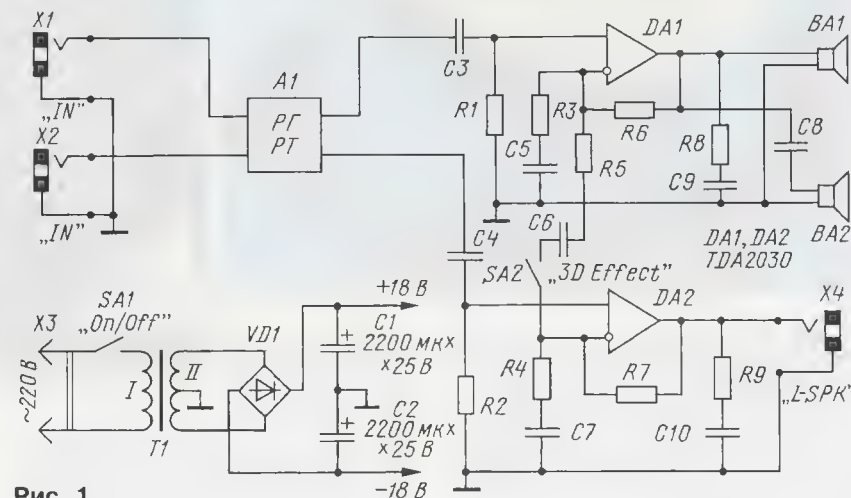 X1
„IN"
X2
„IN"
A1
РГ
РТ
C3
R1
C5
R3
R5
C6
DA1
R6
R8
C9
C8
BA1
BA2
DA1, DA2
TDA2030
C4
SA2
„3D Effect"
DA2
X4
R2
R4
C7
R7
R9
C10
„L-SPK"
X3
SA1
„On/Off"
~220 В
I
II
T1
VD1
+18 В
C1
2200 мкх
×25 В
C2
2200 мкх
×25 В
−18 В
Рис. 1